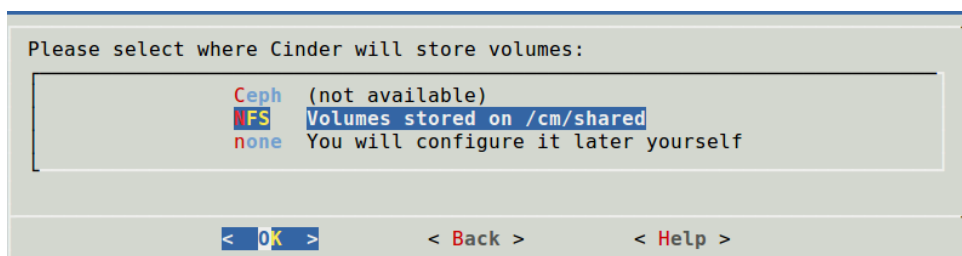 Please select where Cinder will store volumes:
Ceph (not available)
NFS Volumes stored on /cm/shared
none You will configure it later yourself
< OK > < Back > < Help >